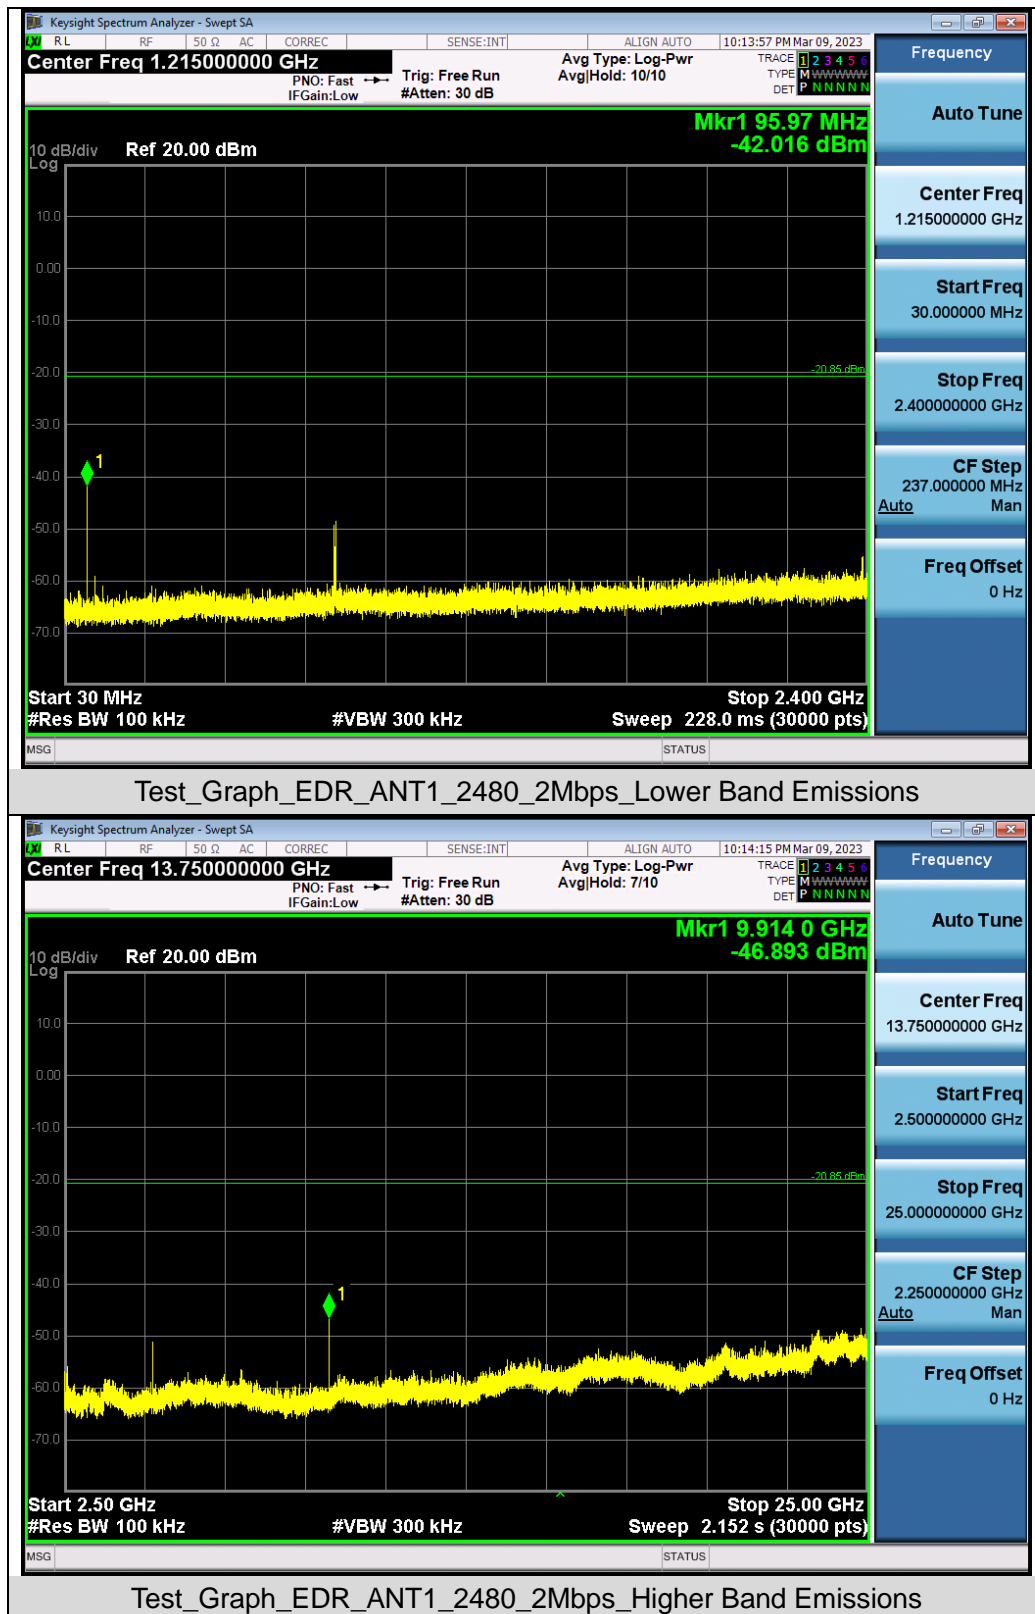 Keysight Spectrum Analyzer - Swept SA
LXI RL RF 50 Ω AC CORREC SENSE:INT ALIGN AUTO 10:13:57 PM Mar 09, 2023
Center Freq 1.215000000 GHz
PNO: Fast
IFGain:Low
Trig: Free Run
#Atten: 30 dB
Avg Type: Log-Pwr
Avg|Hold: 10/10
TRACE 1 2 3 4 5 6
TYPE M WWWWW
DET P N N N N N
Mkr1 95.97 MHz
-42.016 dBm
10 dB/div Ref 20.00 dBm
Log
10.0
0.00
-10.0
-20.0
-20.85 dBm
-30.0
1
-40.0
-50.0
-60.0
-70.0
Start 30 MHz Stop 2.400 GHz
#Res BW 100 kHz #VBW 300 kHz Sweep 228.0 ms (30000 pts)
MSG STATUS
Frequency
Auto Tune
Center Freq
1.215000000 GHz
Start Freq
30.000000 MHz
Stop Freq
2.400000000 GHz
CF Step
237.000000 MHz
Auto Man
Freq Offset
0 Hz
Test_Graph_EDR_ANT1_2480_2Mbps_Lower Band Emissions
Keysight Spectrum Analyzer - Swept SA
LXI RL RF 50 Ω AC CORREC SENSE:INT ALIGN AUTO 10:14:15 PM Mar 09, 2023
Center Freq 13.750000000 GHz
PNO: Fast
IFGain:Low
Trig: Free Run
#Atten: 30 dB
Avg Type: Log-Pwr
Avg|Hold: 7/10
TRACE 1 2 3 4 5 6
TYPE M WWWWW
DET P N N N N N
Mkr1 9.914 0 GHz
-46.893 dBm
10 dB/div Ref 20.00 dBm
Log
10.0
0.00
-10.0
-20.0
-20.85 dBm
-30.0
-40.0
1
-50.0
-60.0
-70.0
Start 2.50 GHz Stop 25.00 GHz
#Res BW 100 kHz #VBW 300 kHz Sweep 2.152 s (30000 pts)
MSG STATUS
Frequency
Auto Tune
Center Freq
13.750000000 GHz
Start Freq
2.500000000 GHz
Stop Freq
25.000000000 GHz
CF Step
2.250000000 GHz
Auto Man
Freq Offset
0 Hz
Test_Graph_EDR_ANT1_2480_2Mbps_Higher Band Emissions